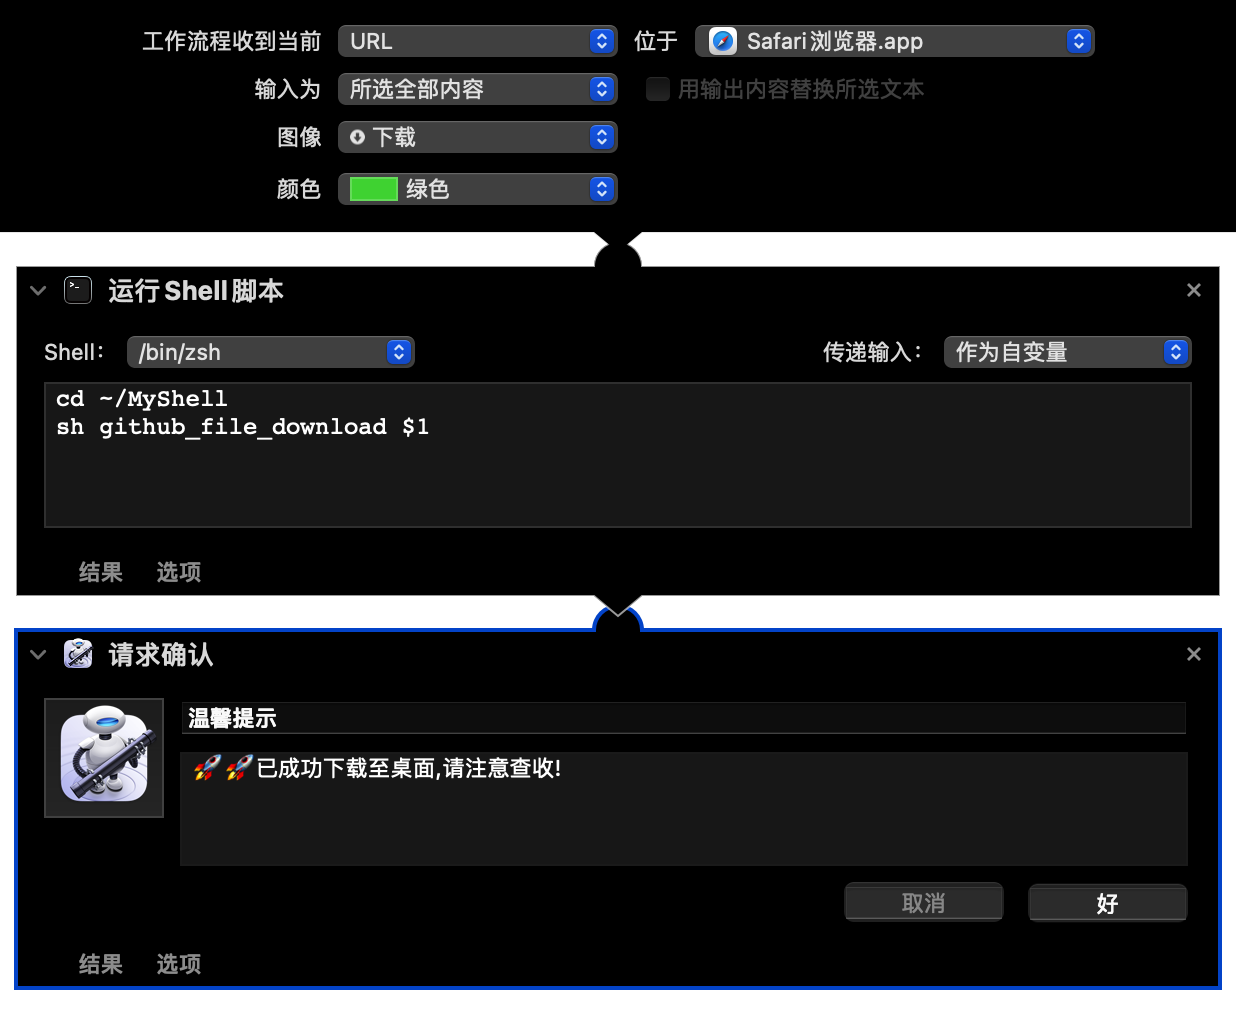 工作流程收到当前 URL 位于 Safari浏览器.app
输入为 所选全部内容 用输出内容替换所选文本
图像 下载
颜色 绿色
运行Shell脚本
Shell: /bin/zsh 传递输入: 作为自变量
cd ~/MyShell
sh github_file_download $1
结果 选项
请求确认
温馨提示
🚀🚀已成功下载至桌面,请注意查收!
取消 好
结果 选项